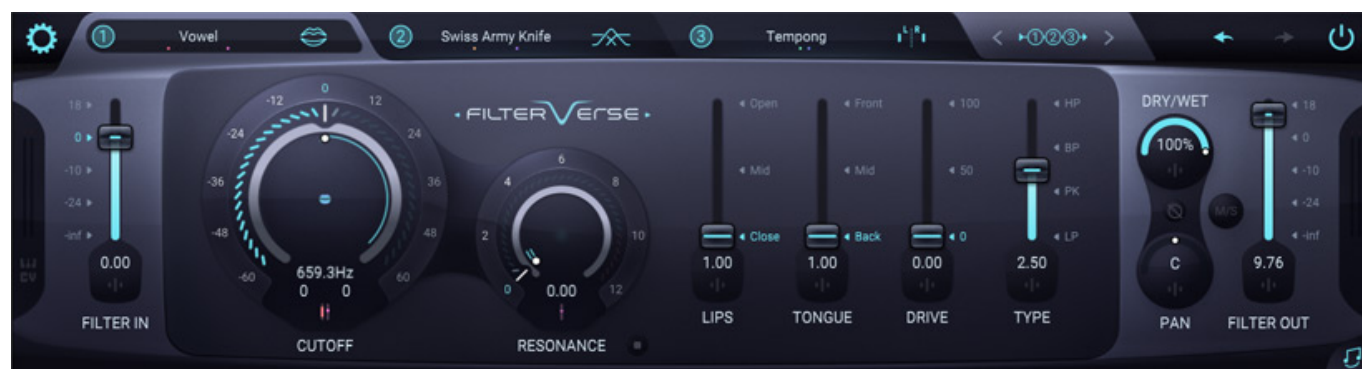 1 Vowel 2 Swiss Army Knife 3 Tempong L R < 1 2 3 >
FILTERVERSE
18
0
-10
-24
-inf
0.00
FILTER IN
0
-12 12
-24 24
-36 36
-48 48
-60 60
659.3Hz
0 0
CUTOFF
6
4 8
2 10
0 12
0.00
RESONANCE
Open
Mid
Close
1.00
LIPS
Front
Mid
Back
1.00
TONGUE
100
50
0
0.00
DRIVE
HP
BP
PK
LP
2.50
TYPE
DRY/WET
100%
M/S
C
PAN
18
0
-10
-24
-inf
9.76
FILTER OUT
CV